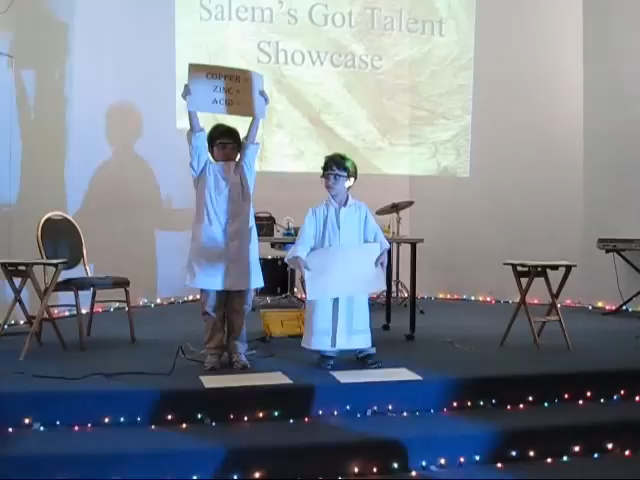 Salem's Got Talent
Showcase
COPPER -
ZINC +
ACID -